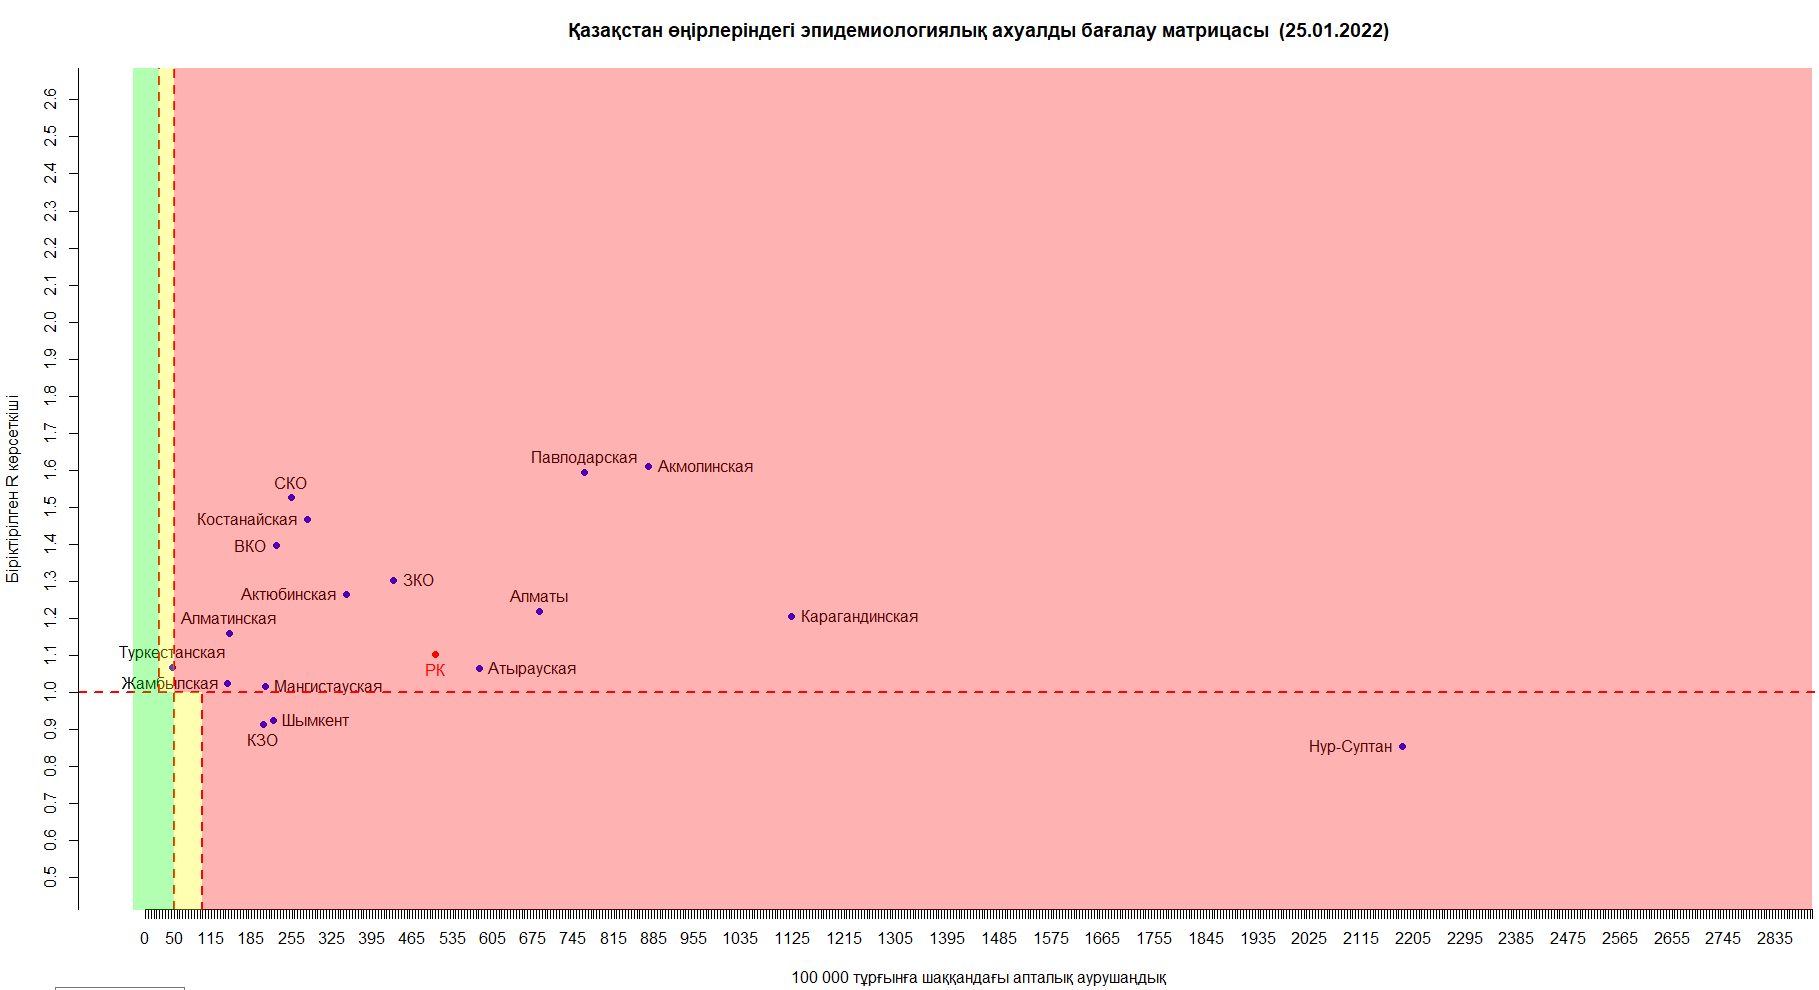 Қазақстан өңірлеріндегі эпидемиологиялық ахуалды бағалау матрицасы (25.01.2022)
Біріктірілген R көрсеткіші
2.6
2.5
2.4
2.3
2.2
2.1
2.0
1.9
1.8
1.7
1.6
1.5
1.4
1.3
1.2
1.1
1.0
0.9
0.8
0.7
0.6
0.5
Павлодарская
Акмолинская
СКО
Костанайская
ВКО
ЗКО
Актюбинская
Алматы
Алматинская
Карагандинская
Туркестанская
РК
Атырауская
Жамбылская
Мангистауская
Шымкент
КЗО
Нур-Султан
0 50 115 185 255 325 395 465 535 605 675 745 815 885 955 1035 1125 1215 1305 1395 1485 1575 1665 1755 1845 1935 2025 2115 2205 2295 2385 2475 2565 2655 2745 2835
100 000 тұрғынға шаққандағы апталық аурушаңдық